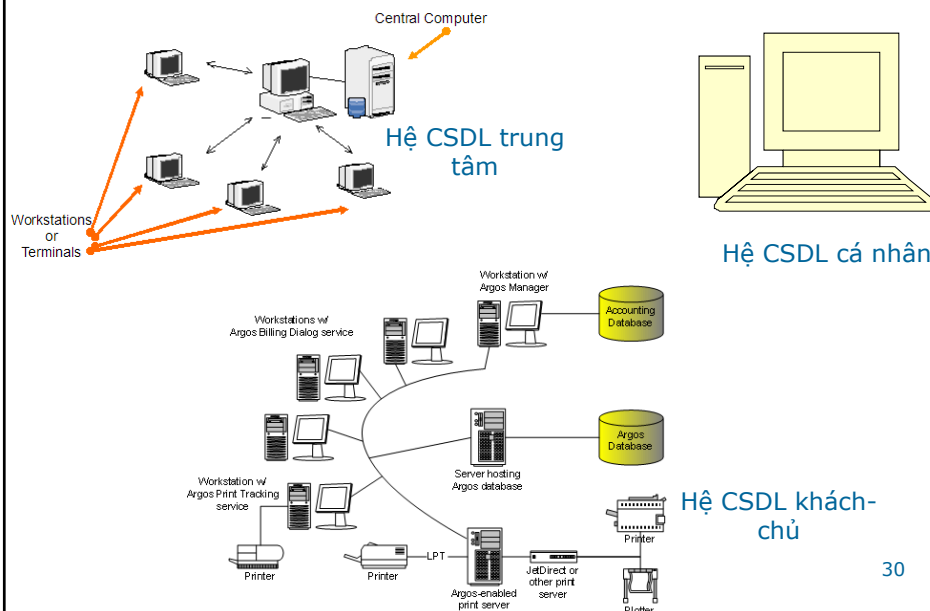 Central Computer
Hệ CSDL trung
tâm
Workstations
or
Terminals
Hệ CSDL cá nhân
Workstation w/
Argos Manager
Accounting
Database
Workstations w/
Argos Billing Dialog service
Argos
Database
Server hosting
Argos database
Workstation w/
Argos Print Tracking
service
Hệ CSDL khách-
chủ
Printer
LPT
Printer
Printer
JetDirect or
other print
server
Argos-enabled
print server
Plotter
30